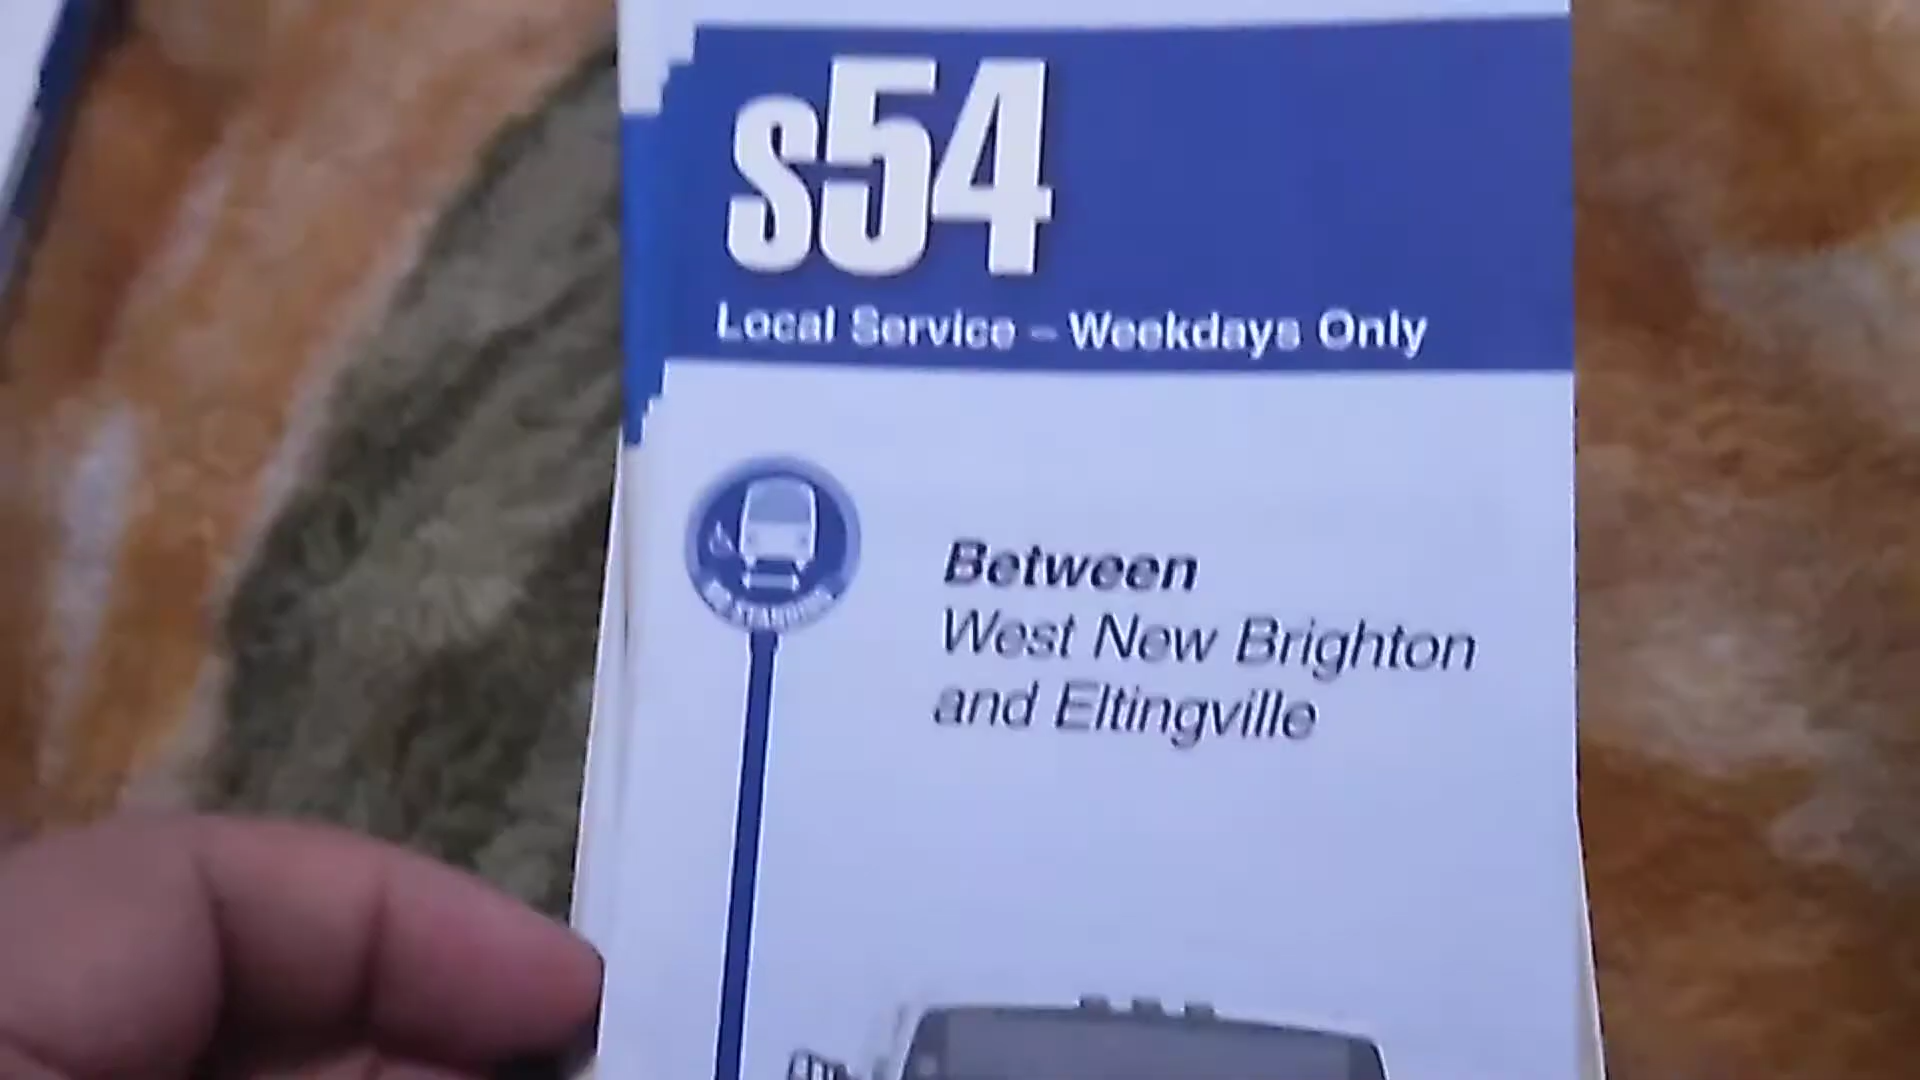 S54
Local Service – Weekdays Only
Between
West New Brighton
and Eltingville